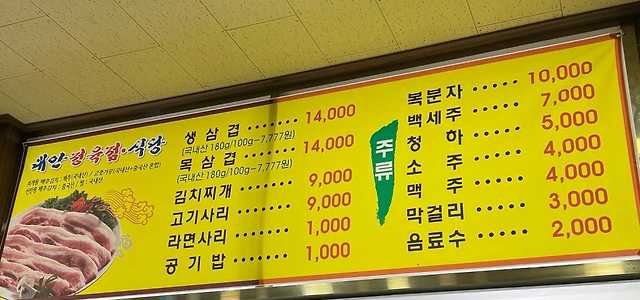 태안정육점·식당
생삼겹 ········ 14,000
(국내산 180g/100g=7,777원)
목삼겹 ········ 14,000
(국내산 180g/100g=7,777원)
김치찌개 ······· 9,000
고기사리 ······· 9,000
라면사리 ······· 1,000
공기밥 ······· 1,000
주류
복분자 ····· 10,000
백세주 ····· 7,000
청하 ····· 5,000
소주 ····· 4,000
맥주 ····· 4,000
막걸리 ····· 3,000
음료수 ····· 2,000